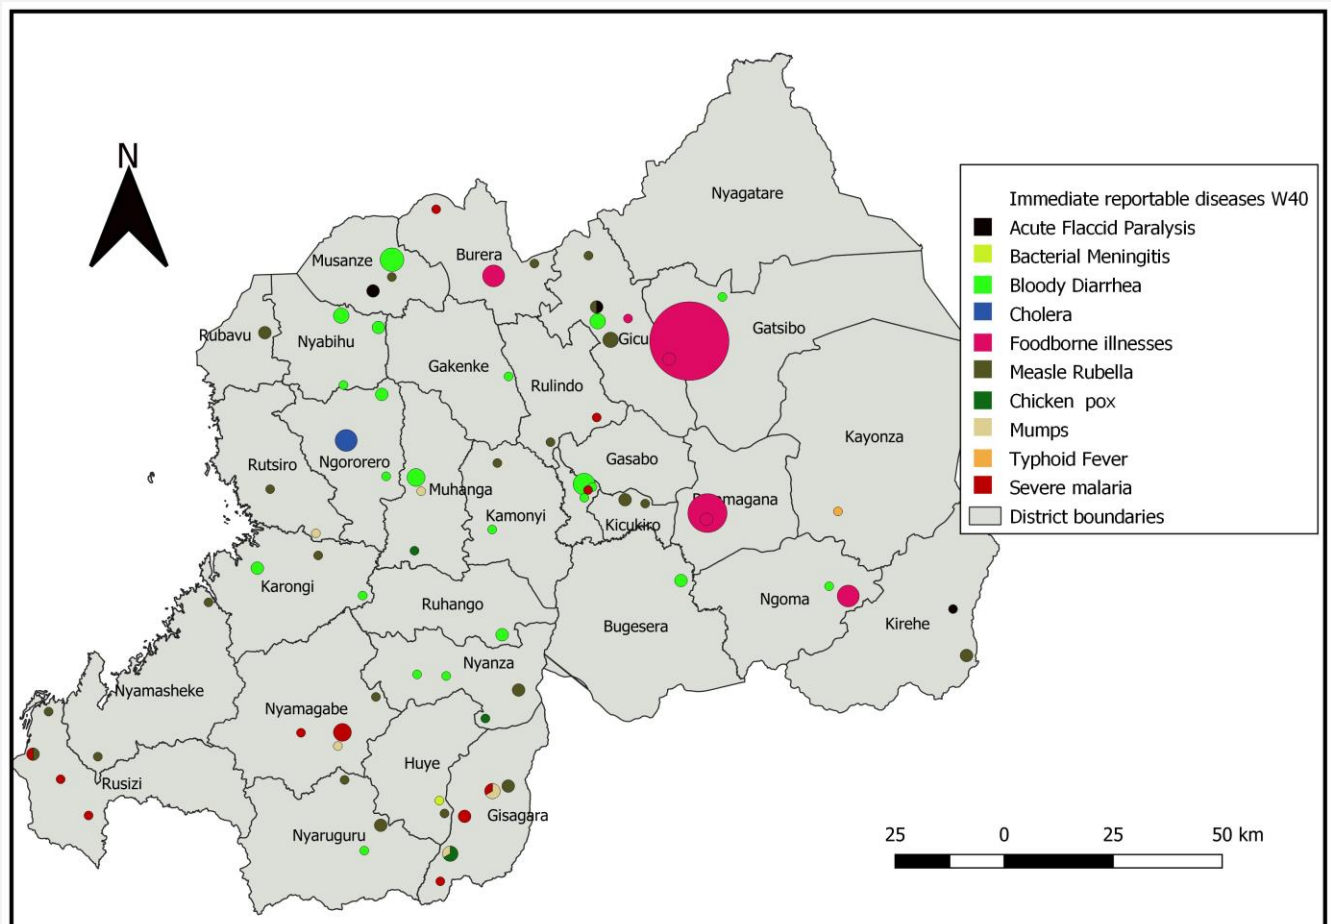 N
Nyagatare
Musanze
Burera
Rubavu
Nyabihu
Gicu
Gatsibo
Gakenke
Rulindo
Kayonza
Rutsiro
Ngororero
Gasabo
Muhanga
Kamonyi
Kicukiro
Karongi
Ruhango
Bugesera
Ngoma
Kirehe
Nyanza
Nyamasheke
Nyamagabe
Huye
Rusizi
Gisagara
Nyaruguru
Immediate reportable diseases W40
Acute Flaccid Paralysis
Bacterial Meningitis
Bloody Diarrhea
Cholera
Foodborne illnesses
Measle Rubella
Chicken pox
Mumps
Typhoid Fever
Severe malaria
District boundaries
25 0 25 50 km